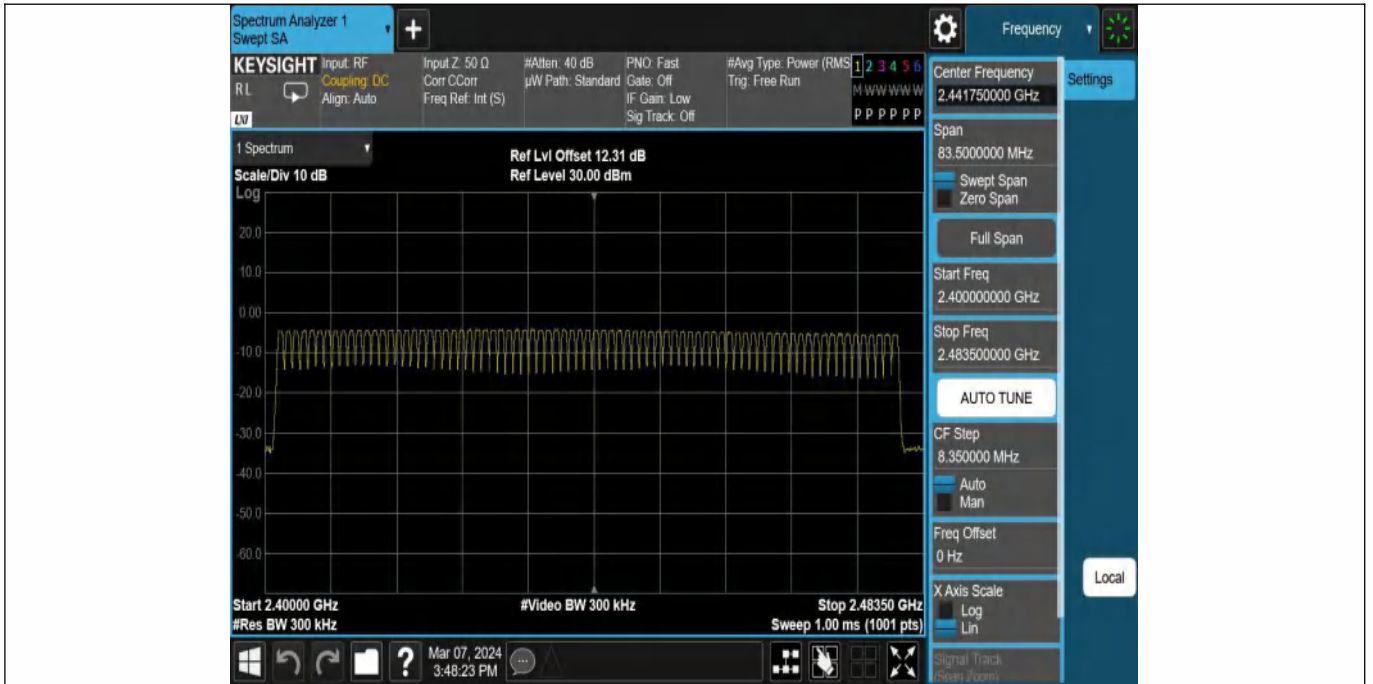 Spectrum Analyzer 1
Swept SA
Frequency
KEYSIGHT
R L
LXI
Input: RF
Coupling: DC
Align: Auto
Input Z: 50 Ω
Corr CCorr
Freq Ref: Int (S)
#Atten: 40 dB
µW Path: Standard
PNO: Fast
Gate: Off
IF Gain: Low
Sig Track: Off
#Avg Type: Power (RMS
Trig: Free Run
1 2 3 4 5 6
M W W W W W
P P P P P P
1 Spectrum
Scale/Div 10 dB
Ref Lvl Offset 12.31 dB
Ref Level 30.00 dBm
Log
20.0
10.0
0.00
-10.0
-20.0
-30.0
-40.0
-50.0
-60.0
Start 2.40000 GHz
#Video BW 300 kHz
Stop 2.48350 GHz
#Res BW 300 kHz
Sweep 1.00 ms (1001 pts)
Mar 07, 2024
3:48:23 PM
Center Frequency
2.441750000 GHz
Settings
Span
83.5000000 MHz
Swept Span
Zero Span
Full Span
Start Freq
2.400000000 GHz
Stop Freq
2.483500000 GHz
AUTO TUNE
CF Step
8.350000 MHz
Auto
Man
Freq Offset
0 Hz
X Axis Scale
Log
Lin
Signal Track
(Span Zoom)
Local